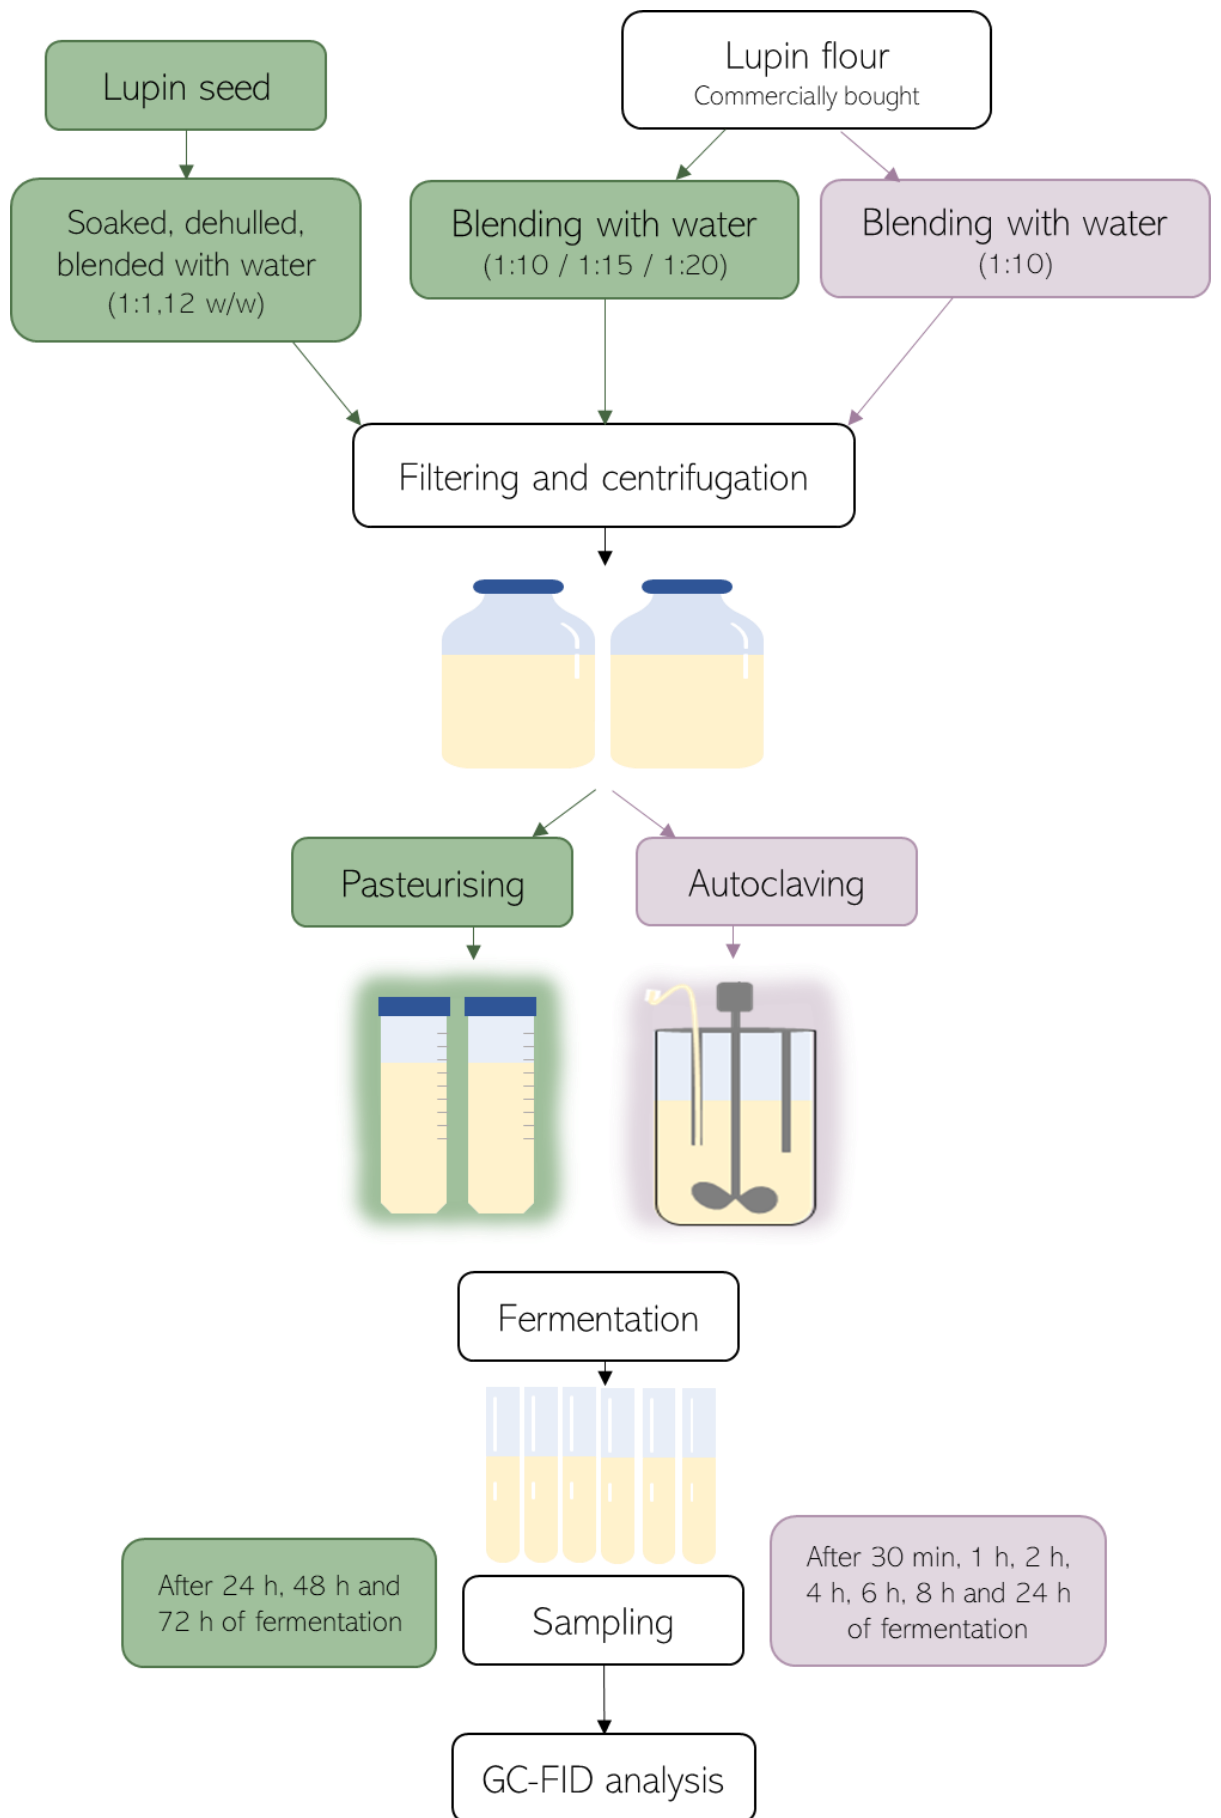 Lupin seed
Lupin flour
Commercially bought
Soaked, dehulled,
blended with water
(1:1,12 w/w)
Blending with water
(1:10 / 1:15 / 1:20)
Blending with water
(1:10)
Filtering and centrifugation
Pasteurising
Autoclaving
Fermentation
After 24 h, 48 h and
72 h of fermentation
Sampling
After 30 min, 1 h, 2 h,
4 h, 6 h, 8 h and 24 h
of fermentation
GC-FID analysis